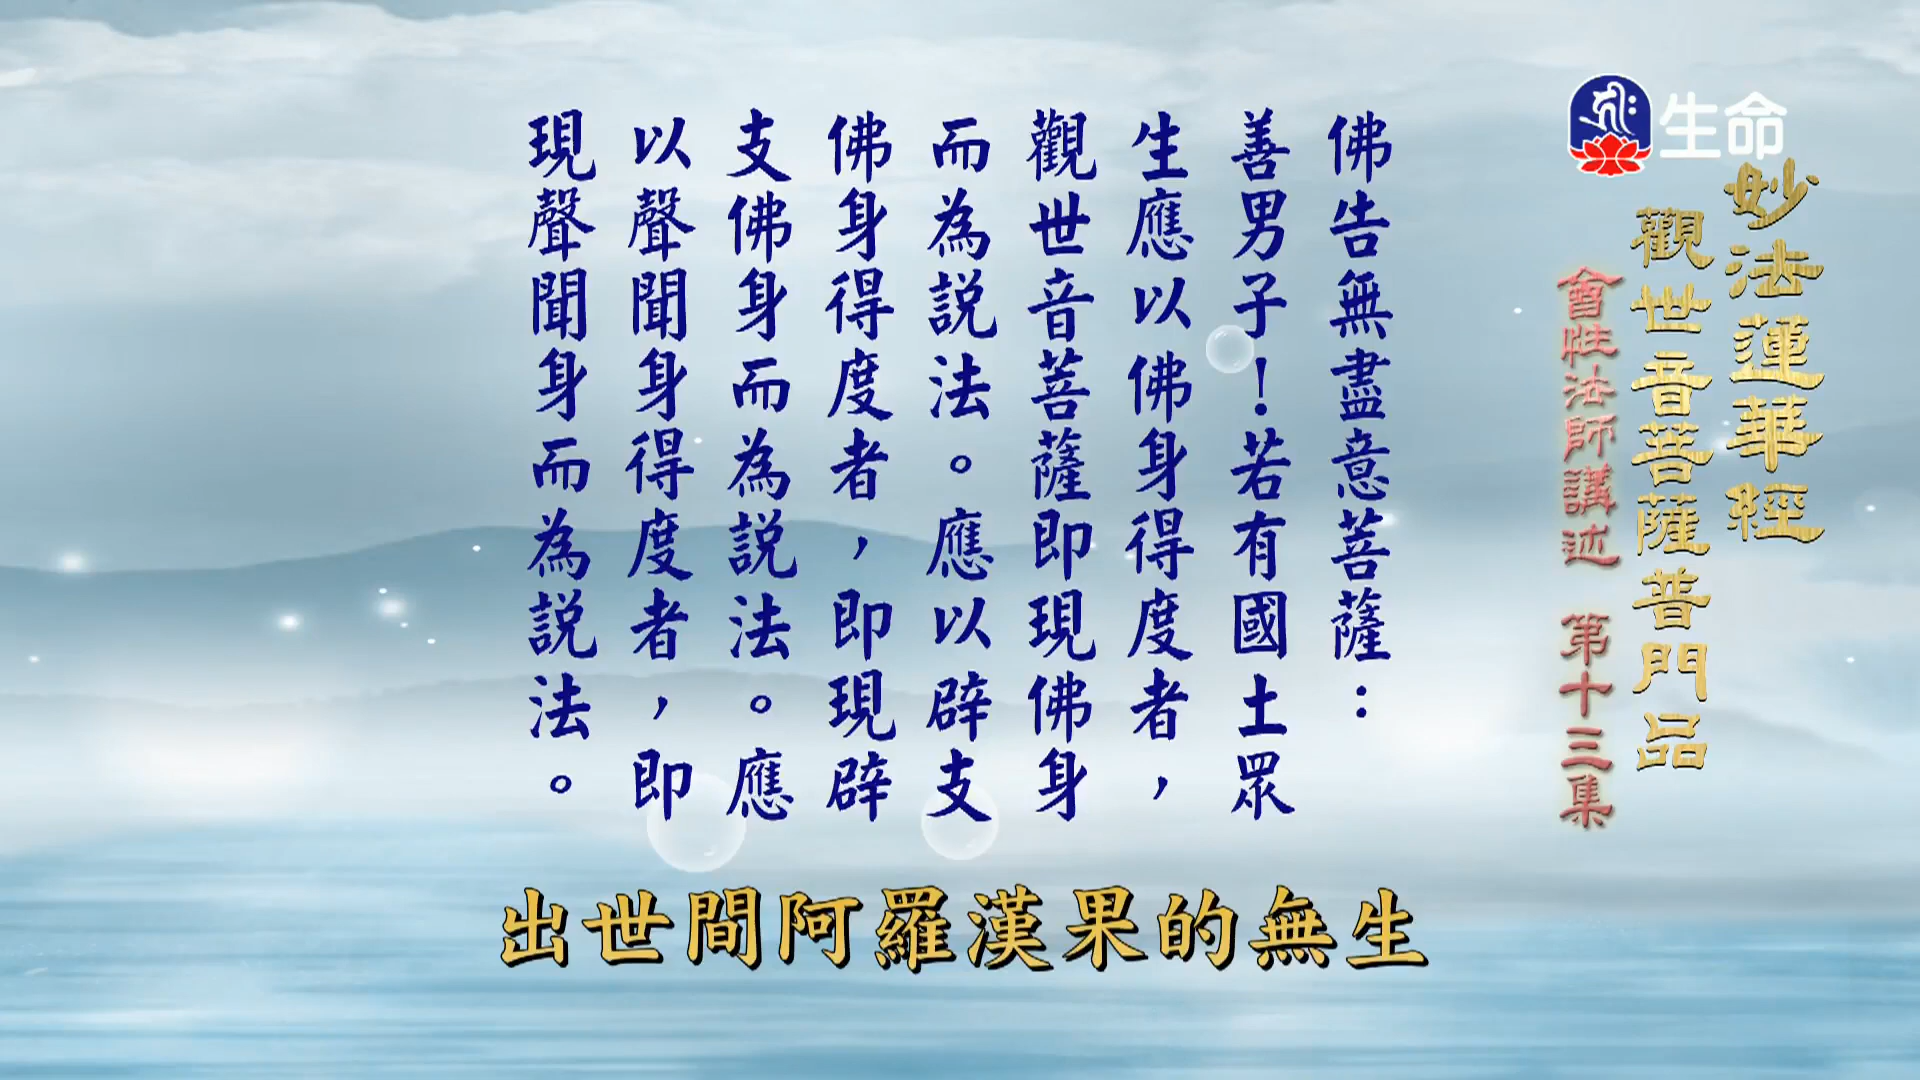 生命
妙法蓮華經
觀世音菩薩普門品
會性法師講述 第十三集
佛告無盡意菩薩：
善男子！若有國土眾
生應以佛身得度者，
觀世音菩薩即現佛身
而為說法。應以辟支
佛身得度者，即現辟
支佛身而為說法。應
以聲聞身得度者，即
現聲聞身而為說法。
出世間阿羅漢果的無生